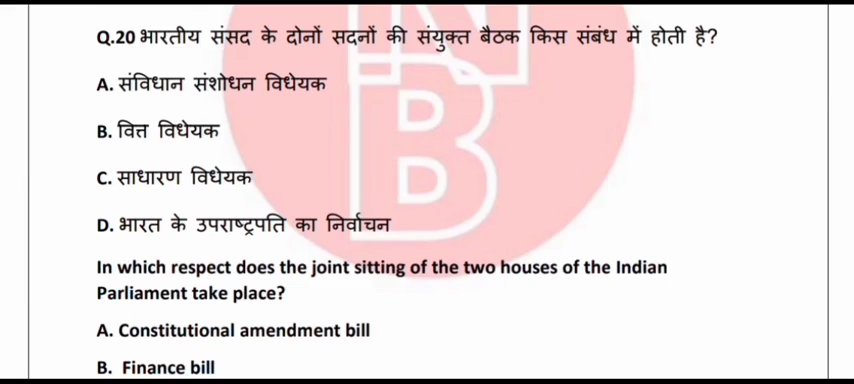 Q.20 भारतीय संसद के दोनों सदनों की संयुक्त बैठक किस संबंध में होती है?
A. संविधान संशोधन विधेयक
B. वित्त विधेयक
C. साधारण विधेयक
D. भारत के उपराष्ट्रपति का निर्वाचन
In which respect does the joint sitting of the two houses of the Indian
Parliament take place?
A. Constitutional amendment bill
B. Finance bill